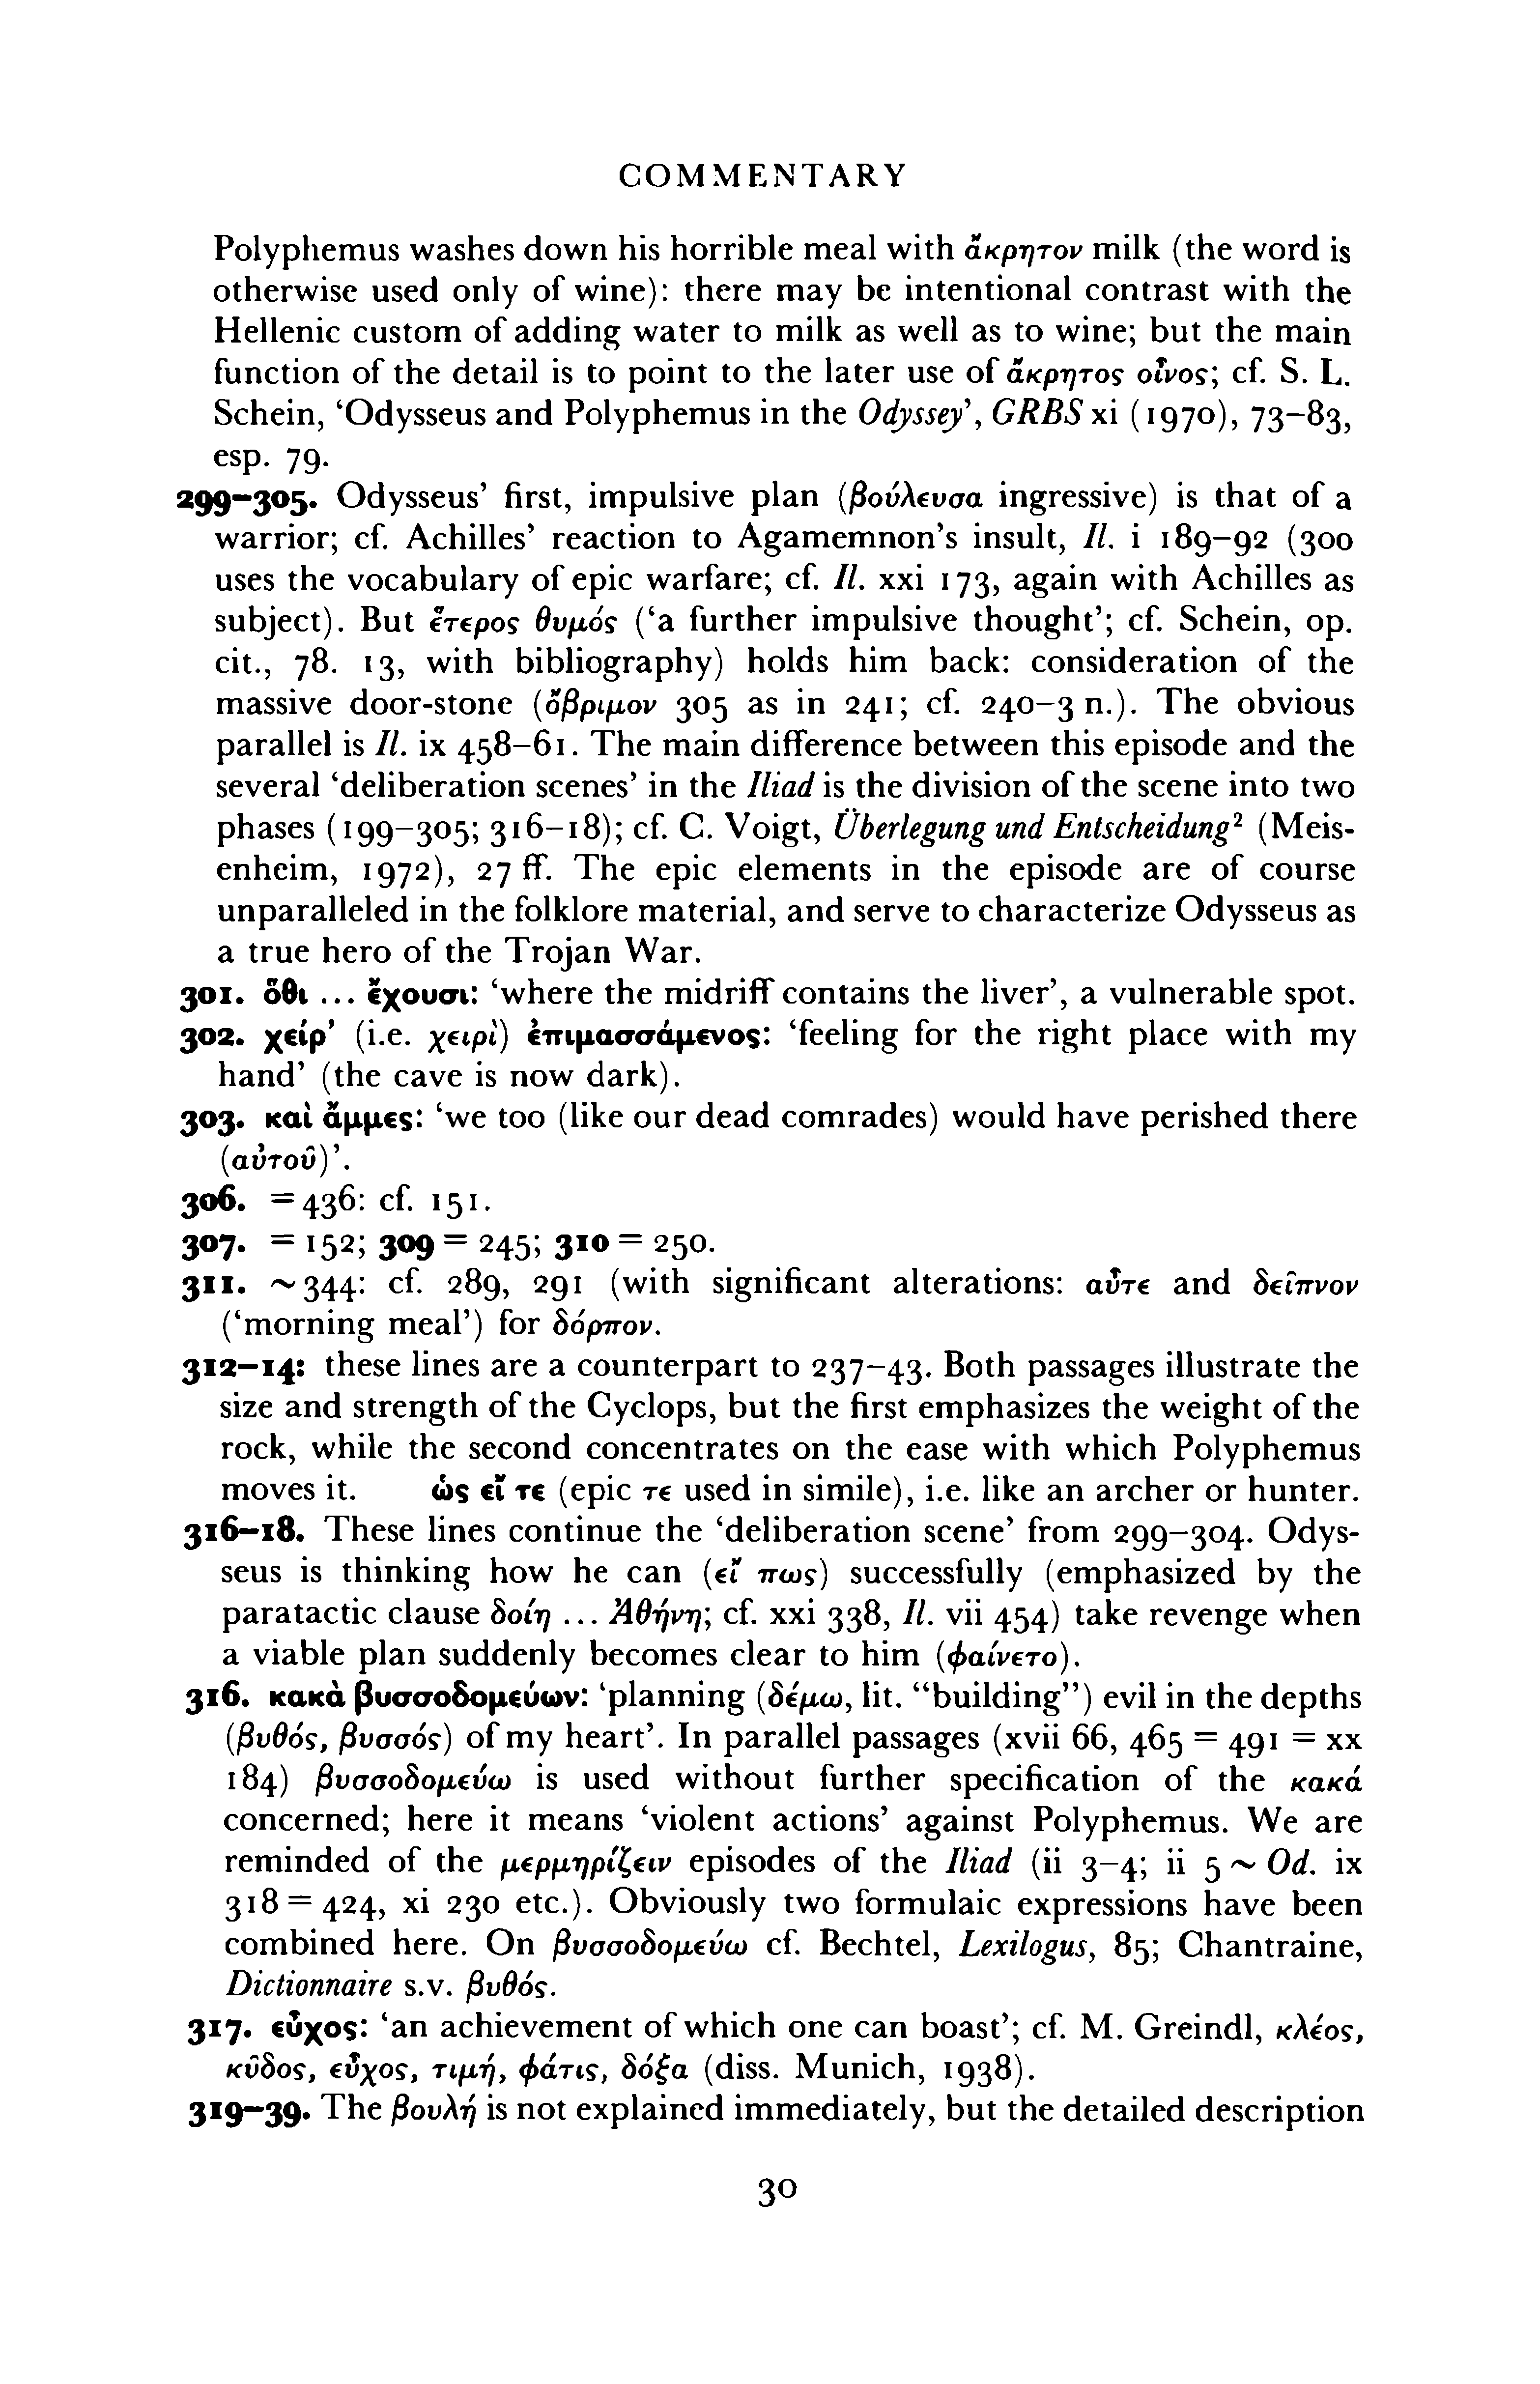 COMMENTARY
Polyphemus washes down his horrible meal with ἄκρητον milk (the word is
otherwise used only of wine): there may be intentional contrast with the
Hellenic custom of adding water to milk as well as to wine; but the main
function of the detail is to point to the later use of ἄκρητος οἶνος; cf. S. L.
Schein, ‘Odysseus and Polyphemus in the Odyssey’, GRBS xi (1970), 73–83,
esp. 79.
299–305. Odysseus’ first, impulsive plan (βούλευσα ingressive) is that of a
warrior; cf. Achilles’ reaction to Agamemnon’s insult, Il. i 189–92 (300
uses the vocabulary of epic warfare; cf. Il. xxi 173, again with Achilles as
subject). But ἕτερος θυμός (‘a further impulsive thought’; cf. Schein, op.
cit., 78. 13, with bibliography) holds him back: consideration of the
massive door-stone (ὄβριμον 305 as in 241; cf. 240–3 n.). The obvious
parallel is Il. ix 458–61. The main difference between this episode and the
several ‘deliberation scenes’ in the Iliad is the division of the scene into two
phases (199–305; 316–18); cf. C. Voigt, Überlegung und Entscheidung² (Meis-
enheim, 1972), 27 ff. The epic elements in the episode are of course
unparalleled in the folklore material, and serve to characterize Odysseus as
a true hero of the Trojan War.
301. ὅθι ... ἔχουσι: ‘where the midriff contains the liver’, a vulnerable spot.
302. χείρ’ (i.e. χειρὶ) ἐπιμασσάμενος: ‘feeling for the right place with my
hand’ (the cave is now dark).
303. καὶ ἄμμες: ‘we too (like our dead comrades) would have perished there
(αὐτοῦ)’.
306. =436: cf. 151.
307. = 152; 309 = 245; 310 = 250.
311. ~344: cf. 289, 291 (with significant alterations: αὖτε and δεῖπνον
(‘morning meal’) for δόρπον.
312–14: these lines are a counterpart to 237–43. Both passages illustrate the
size and strength of the Cyclops, but the first emphasizes the weight of the
rock, while the second concentrates on the ease with which Polyphemus
moves it. ὡς εἴ τε (epic τε used in simile), i.e. like an archer or hunter.
316–18. These lines continue the ‘deliberation scene’ from 299–304. Odys-
seus is thinking how he can (εἴ πως) successfully (emphasized by the
paratactic clause δοίη ... Ἀθήνη; cf. xxi 338, Il. vii 454) take revenge when
a viable plan suddenly becomes clear to him (φαίνετο).
316. κακὰ βυσσοδομεύων: ‘planning (δέμω, lit. “building”) evil in the depths
(βυθός, βυσσός) of my heart’. In parallel passages (xvii 66, 465 = 491 = xx
184) βυσσοδομεύω is used without further specification of the κακά
concerned; here it means ‘violent actions’ against Polyphemus. We are
reminded of the μερμηρίζειν episodes of the Iliad (ii 3–4; ii 5 ~ Od. ix
318 = 424, xi 230 etc.). Obviously two formulaic expressions have been
combined here. On βυσσοδομεύω cf. Bechtel, Lexilogus, 85; Chantraine,
Dictionnaire s.v. βυθός.
317. εὖχος: ‘an achievement of which one can boast’; cf. M. Greindl, κλέος,
κῦδος, εὖχος, τιμή, φάτις, δόξα (diss. Munich, 1938).
319–39. The βουλή is not explained immediately, but the detailed description
30